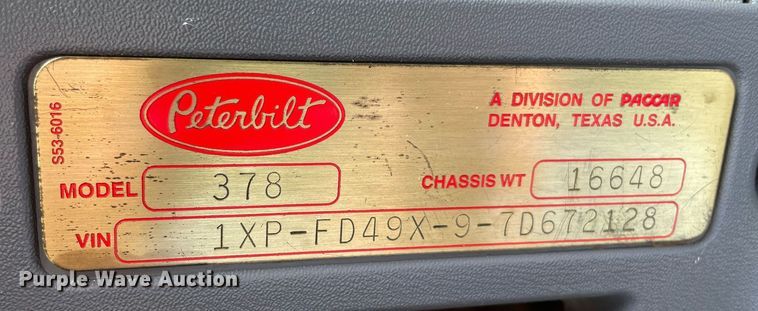 S53-6016
Peterbilt
A DIVISION OF PACCAR
DENTON, TEXAS U.S.A.
MODEL 378
CHASSIS WT 16648
VIN 1XP-FD49X-9-7D672128
Purple Wave Auction